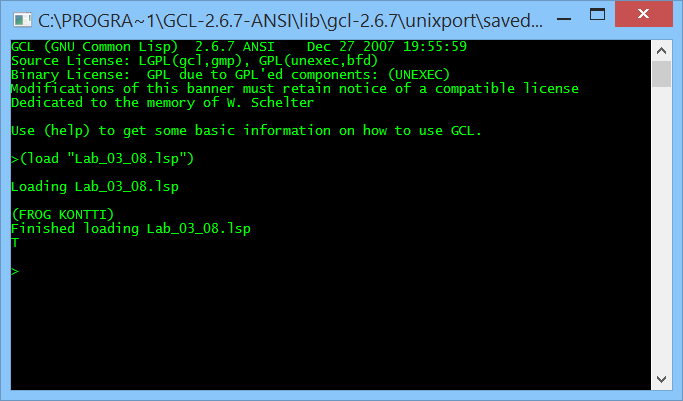 C:\PROGRA~1\GCL-2.6.7-ANSI\lib\gcl-2.6.7\unixport\saved...
GCL (GNU Common Lisp)  2.6.7 ANSI    Dec 27 2007 19:55:59
Source License: LGPL(gcl,gmp), GPL(unexec,bfd)
Binary License:  GPL due to GPL'ed components: (UNEXEC)
Modifications of this banner must retain notice of a compatible license
Dedicated to the memory of W. Schelter
Use (help) to get some basic information on how to use GCL.
>(load "Lab_03_08.lsp")
Loading Lab_03_08.lsp
(FROG KONTTI)
Finished loading Lab_03_08.lsp
T
>